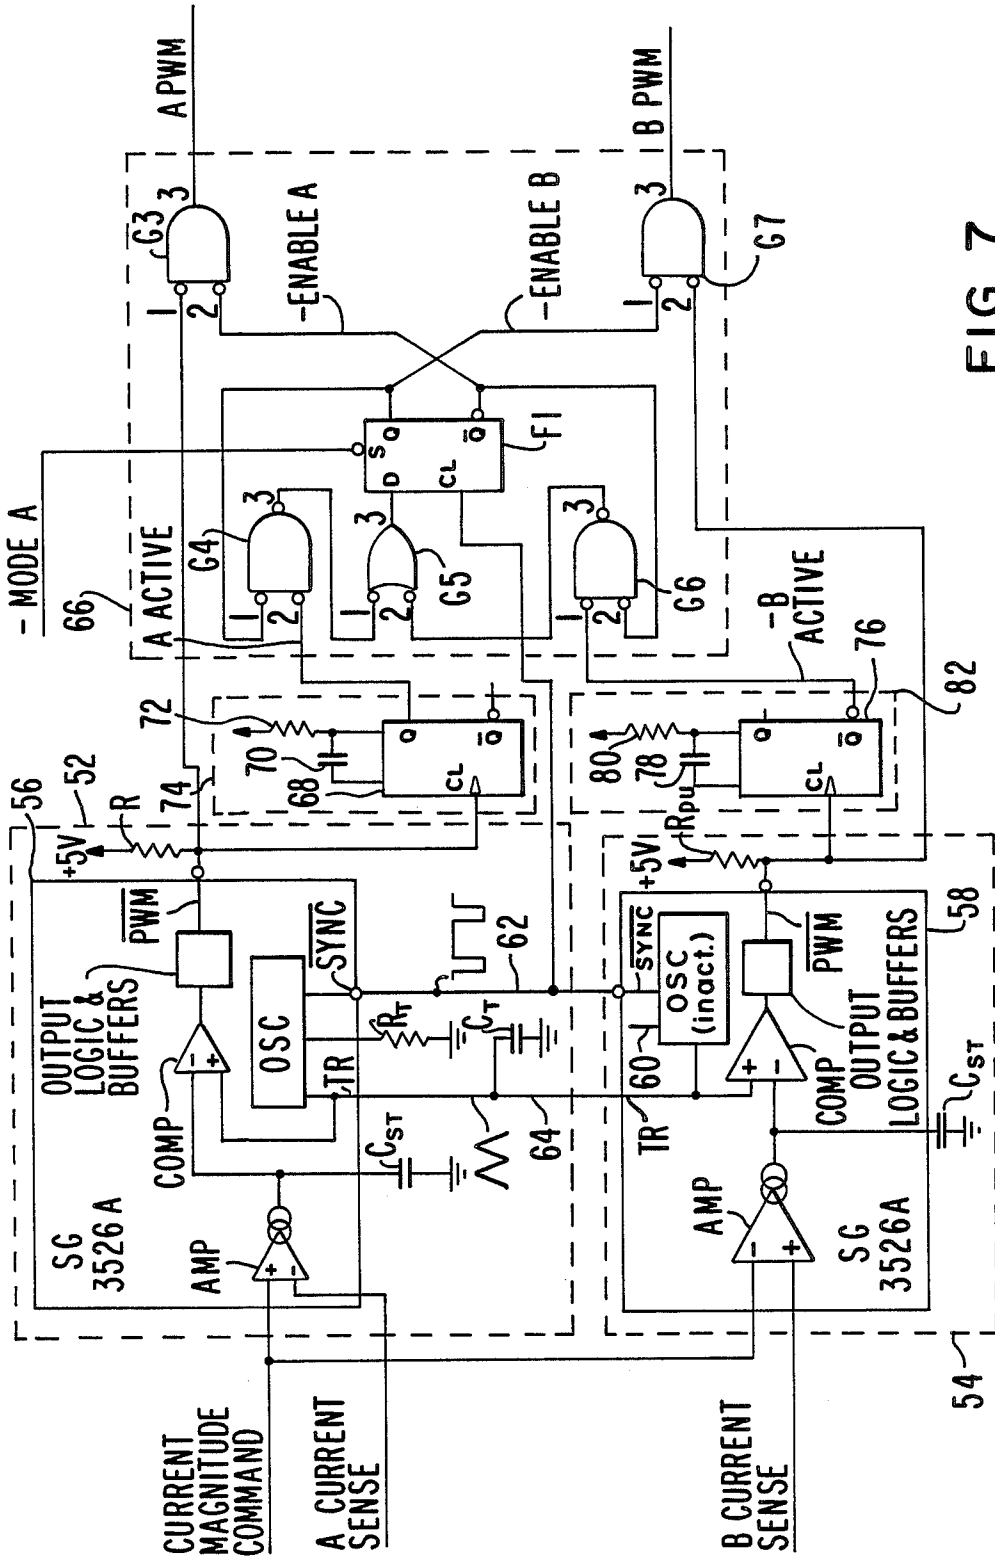 CURRENT
MAGNITUDE
COMMAND
A CURRENT
SENSE
B CURRENT
SENSE
54
SG
3526A
AMP
+
-
COMP
-
+
OUTPUT
LOGIC &
BUFFERS
PWM
OSC
SYNC
TR
RT
CT
CST
62
64
56
52
+5V
R
SG
3526A
AMP
-
+
CST
COMP
+
-
OUTPUT
LOGIC & BUFFERS
PWM
OSC
(inact.)
SYNC
60
TR
58
+5V
RPU
74
72
70
68
Q
Q
CL
82
80
78
76
Q
Q
CL
-MODE A
66
A ACTIVE
-B
ACTIVE
G4
1
2
3
G5
1
2
3
G6
1
2
3
S
D
Q
CL
Q
F1
-ENABLE A
-ENABLE B
G3
1
2
3
G7
1
2
3
A PWM
B PWM
FIG 7